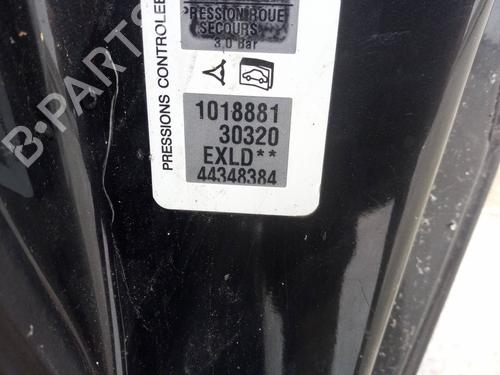 PRESSION ROUE
SECOURS
3,0 Bar
PRESSIONS CONTROLEE
1018881
30320
EXLD**
44348384
B-PARTS